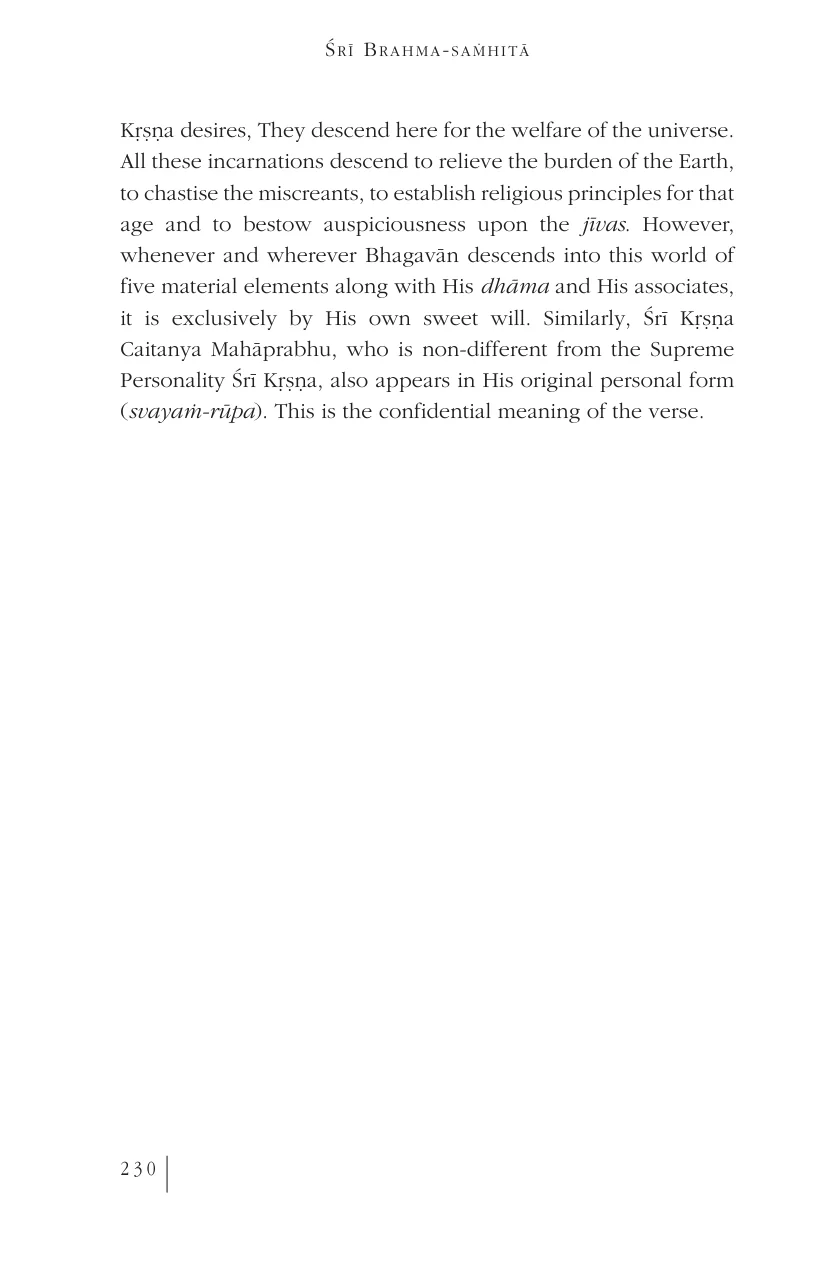 Śrī Brahma-saṁhitā
Kṛṣṇa desires, They descend here for the welfare of the universe.
All these incarnations descend to relieve the burden of the Earth,
to chastise the miscreants, to establish religious principles for that
age and to bestow auspiciousness upon the jīvas. However,
whenever and wherever Bhagavān descends into this world of
five material elements along with His dhāma and His associates,
it is exclusively by His own sweet will. Similarly, Śrī Kṛṣṇa
Caitanya Mahāprabhu, who is non-different from the Supreme
Personality Śrī Kṛṣṇa, also appears in His original personal form
(svayaṁ-rūpa). This is the confidential meaning of the verse.
230